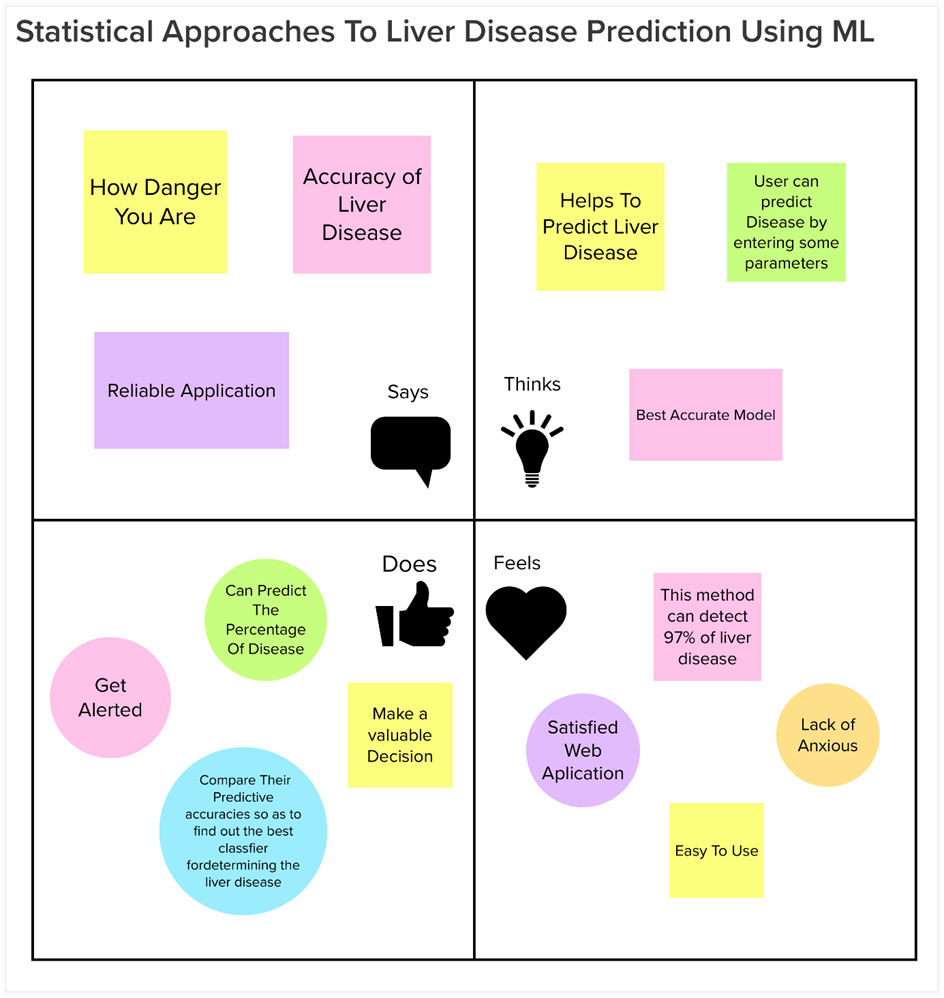 Statistical Approaches To Liver Disease Prediction Using ML
How Danger
You Are
Accuracy of
Liver
Disease
Reliable Application
Says
Helps To
Predict Liver
Disease
User can
predict
Disease by
entering some
parameters
Thinks
Best Accurate Model
Does
Can Predict
The
Percentage
Of Disease
Get
Alerted
Make a
valuable
Decision
Compare Their
Predictive
accuracies so as to
find out the best
classfier
fordetermining the
liver disease
Feels
This method
can detect
97% of liver
disease
Satisfied
Web
Aplication
Lack of
Anxious
Easy To Use